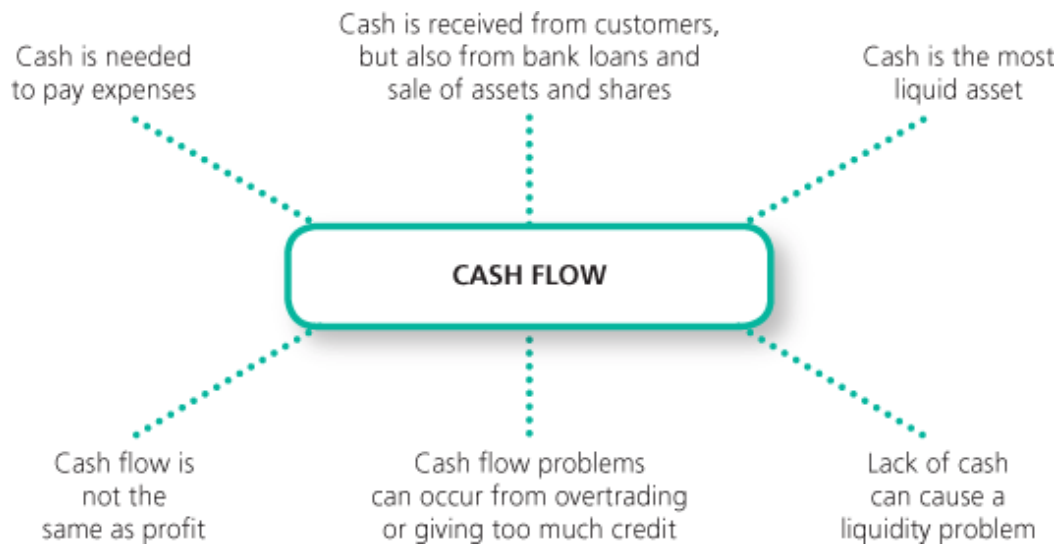 Cash is needed
to pay expenses
Cash is received from customers,
but also from bank loans and
sale of assets and shares
Cash is the most
liquid asset
CASH FLOW
Cash flow is
not the
same as profit
Cash flow problems
can occur from overtrading
or giving too much credit
Lack of cash
can cause a
liquidity problem